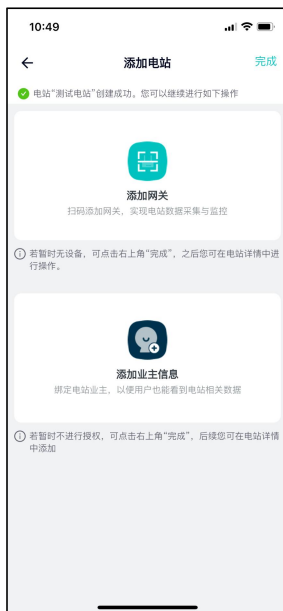 10:49
添加电站
完成
电站“测试电站”创建成功。您可以继续进行如下操作
添加网关
扫码添加网关，实现电站数据采集与监控
若暂时无设备，可点击右上角“完成”，之后您可在电站详情中进
行操作。
添加业主信息
绑定电站业主，以便用户也能看到电站相关数据
若暂时不进行授权，可点击右上角“完成”，后续您可在电站详情
中添加